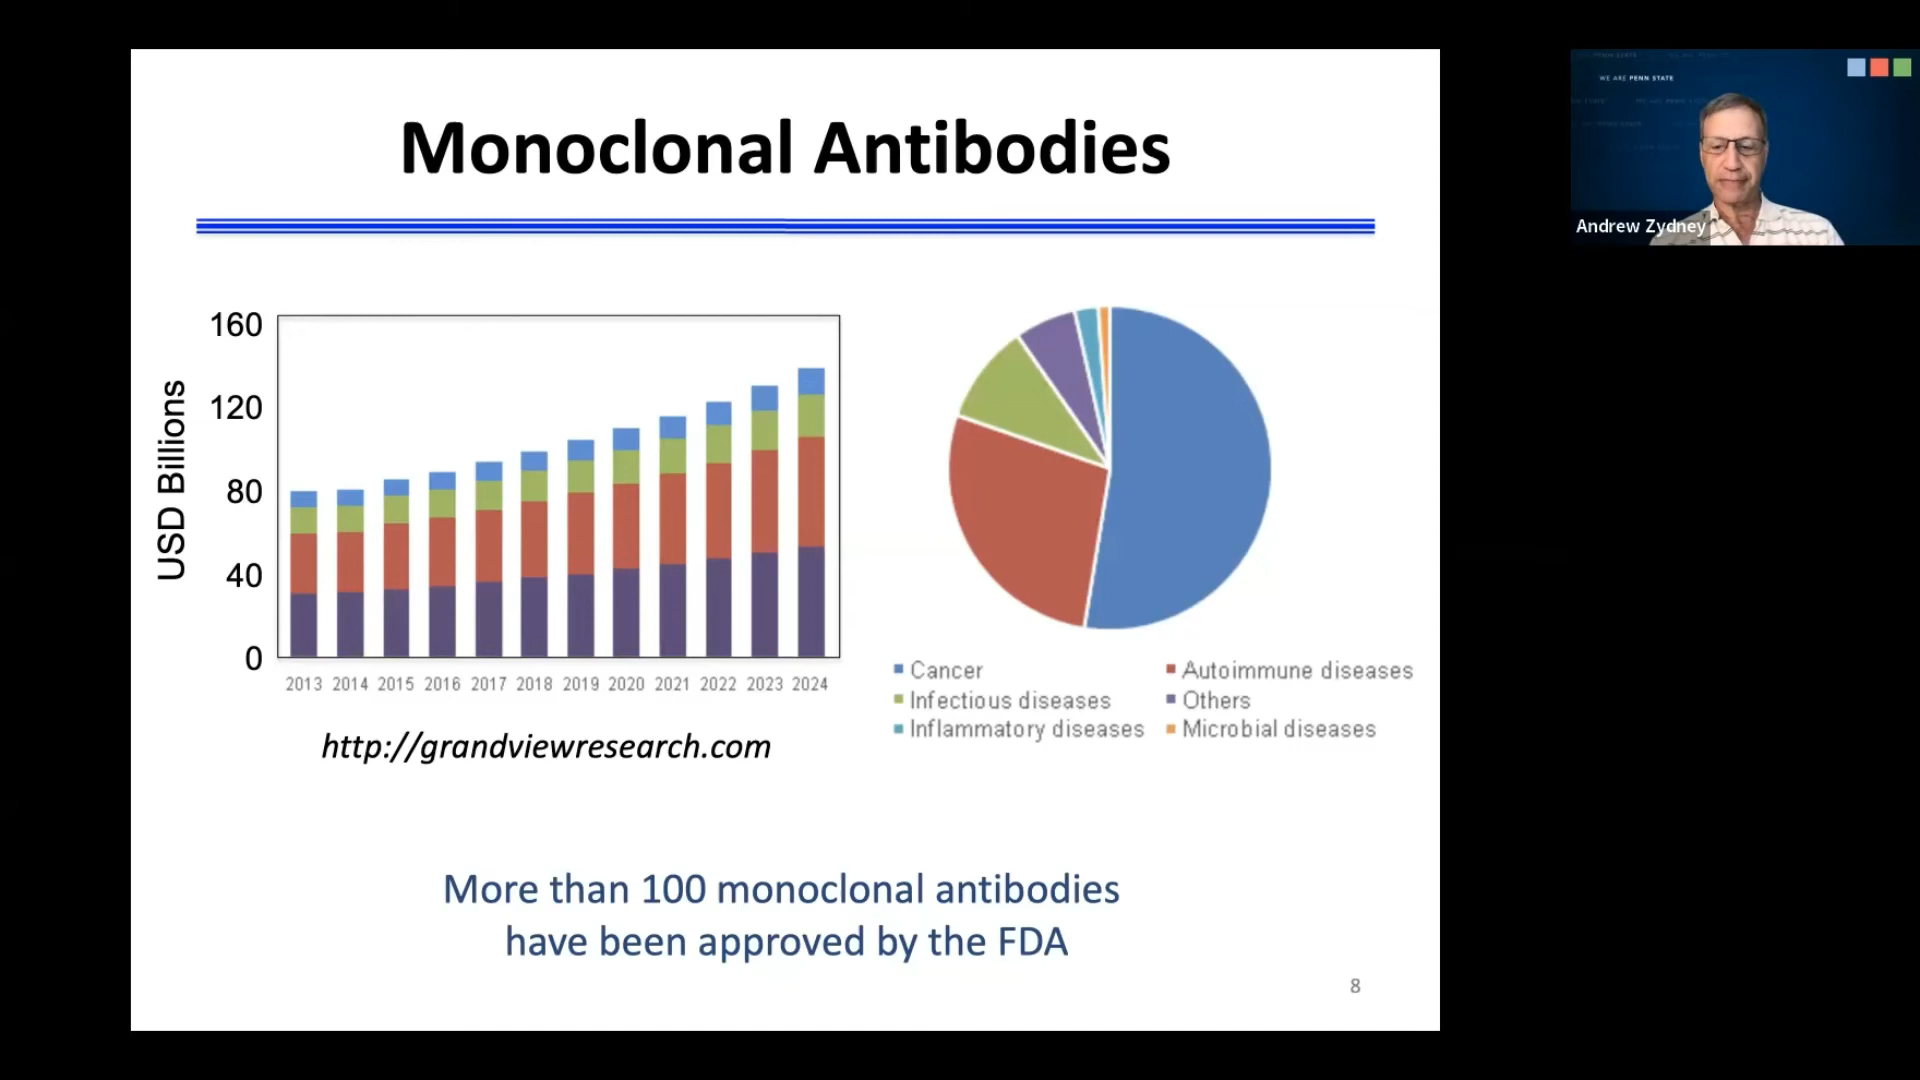 Monoclonal Antibodies
160
120
80
40
0
USD Billions
2013 2014 2015 2016 2017 2018 2019 2020 2021 2022 2023 2024
http://grandviewresearch.com
Cancer
Autoimmune diseases
Infectious diseases
Others
Inflammatory diseases
Microbial diseases
More than 100 monoclonal antibodies
have been approved by the FDA
8
WE ARE PENN STATE
Andrew Zydney